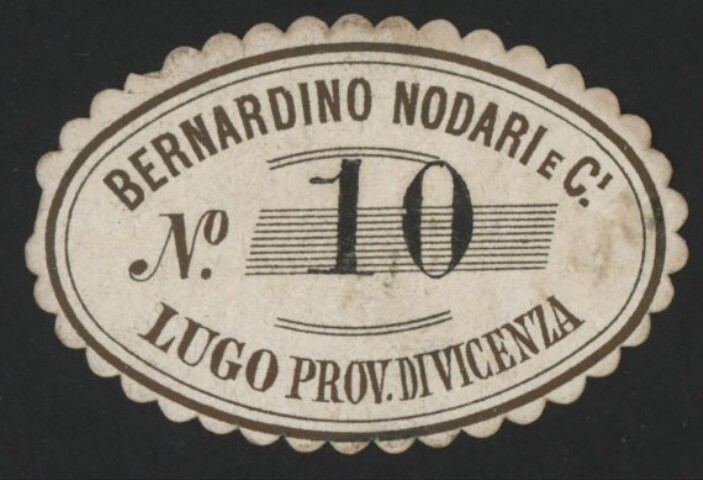 BERNARDINO NODARI E C.I
No. 10
LUGO PROV. DI VICENZA